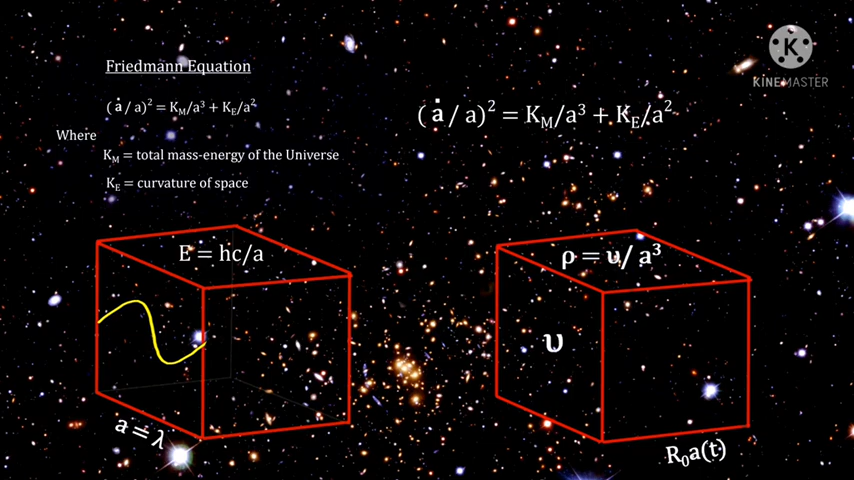 Friedmann Equation
(ȧ / a)² = K_M/a³ + K_E/a²
Where
K_M = total mass-energy of the Universe
K_E = curvature of space
K
KINEMASTER
(ȧ / a)² = K_M/a³ + K_E/a²
E = hc/a
a = λ
ρ = υ/a³
υ
R₀a(t)